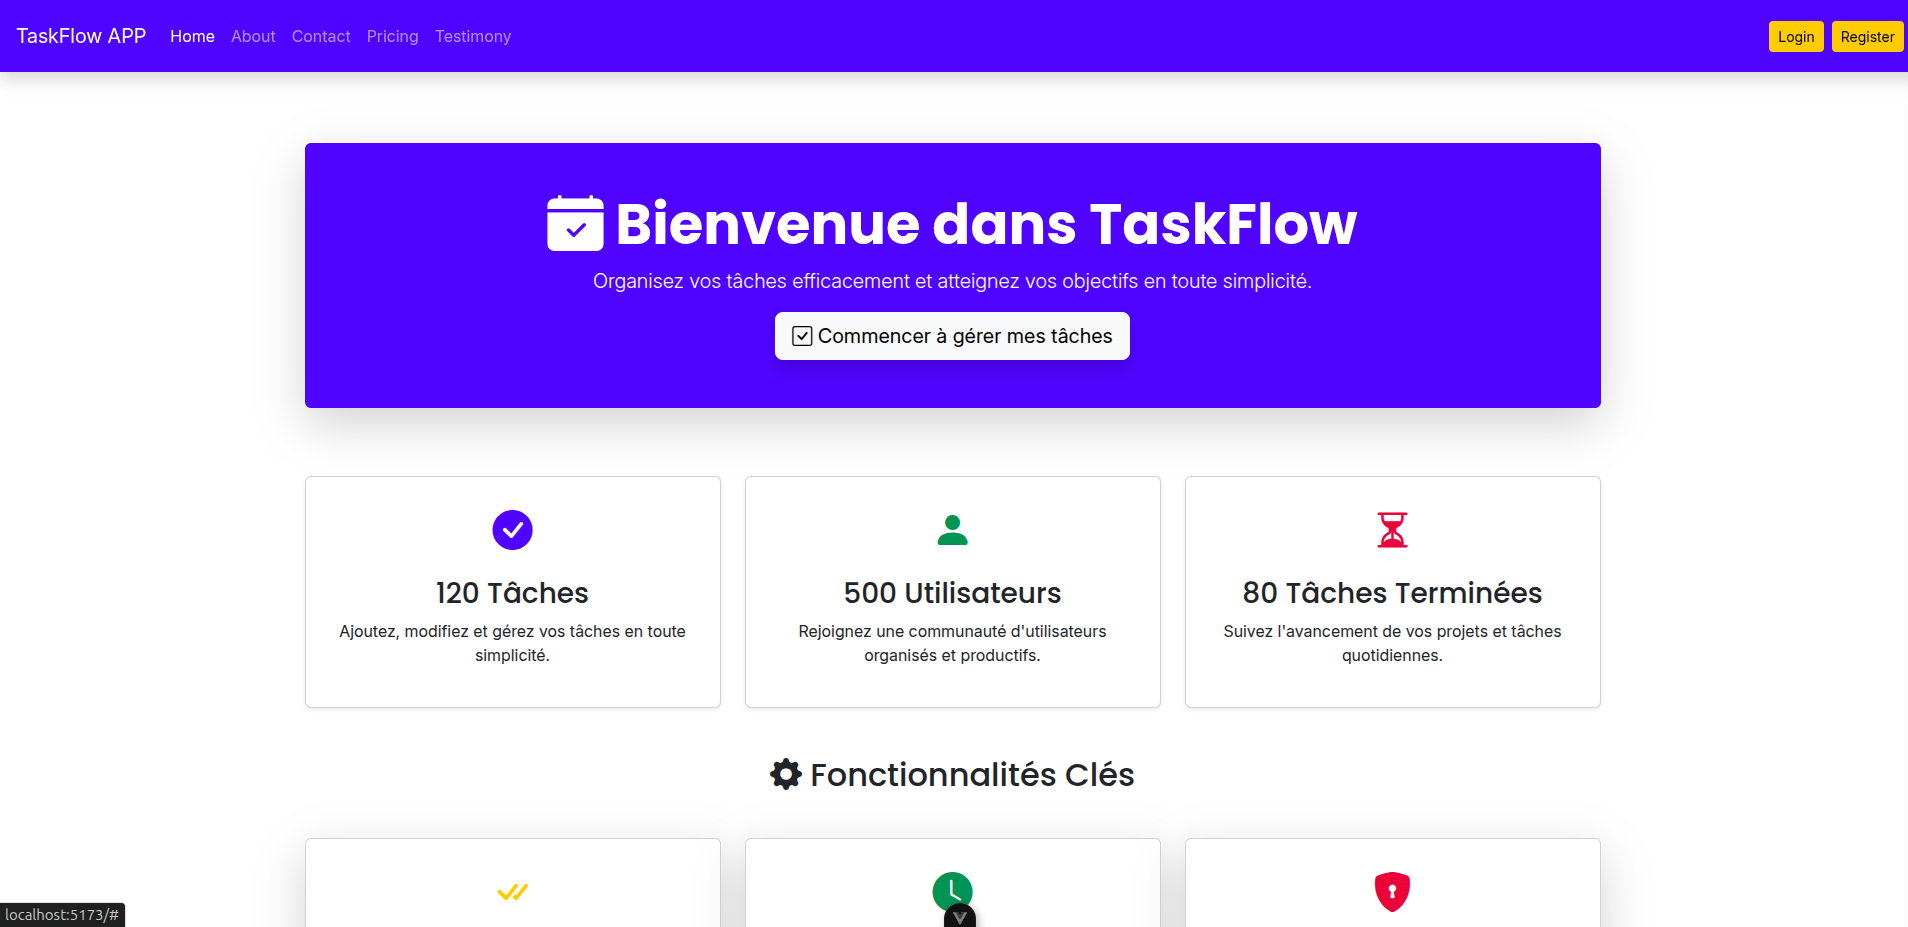 TaskFlow APP Home About Contact Pricing Testimony Login Register
Bienvenue dans TaskFlow
Organisez vos tâches efficacement et atteignez vos objectifs en toute simplicité.
Commencer à gérer mes tâches
120 Tâches
Ajoutez, modifiez et gérez vos tâches en toute
simplicité.
500 Utilisateurs
Rejoignez une communauté d'utilisateurs
organisés et productifs.
80 Tâches Terminées
Suivez l'avancement de vos projets et tâches
quotidiennes.
Fonctionnalités Clés
localhost:5173/#